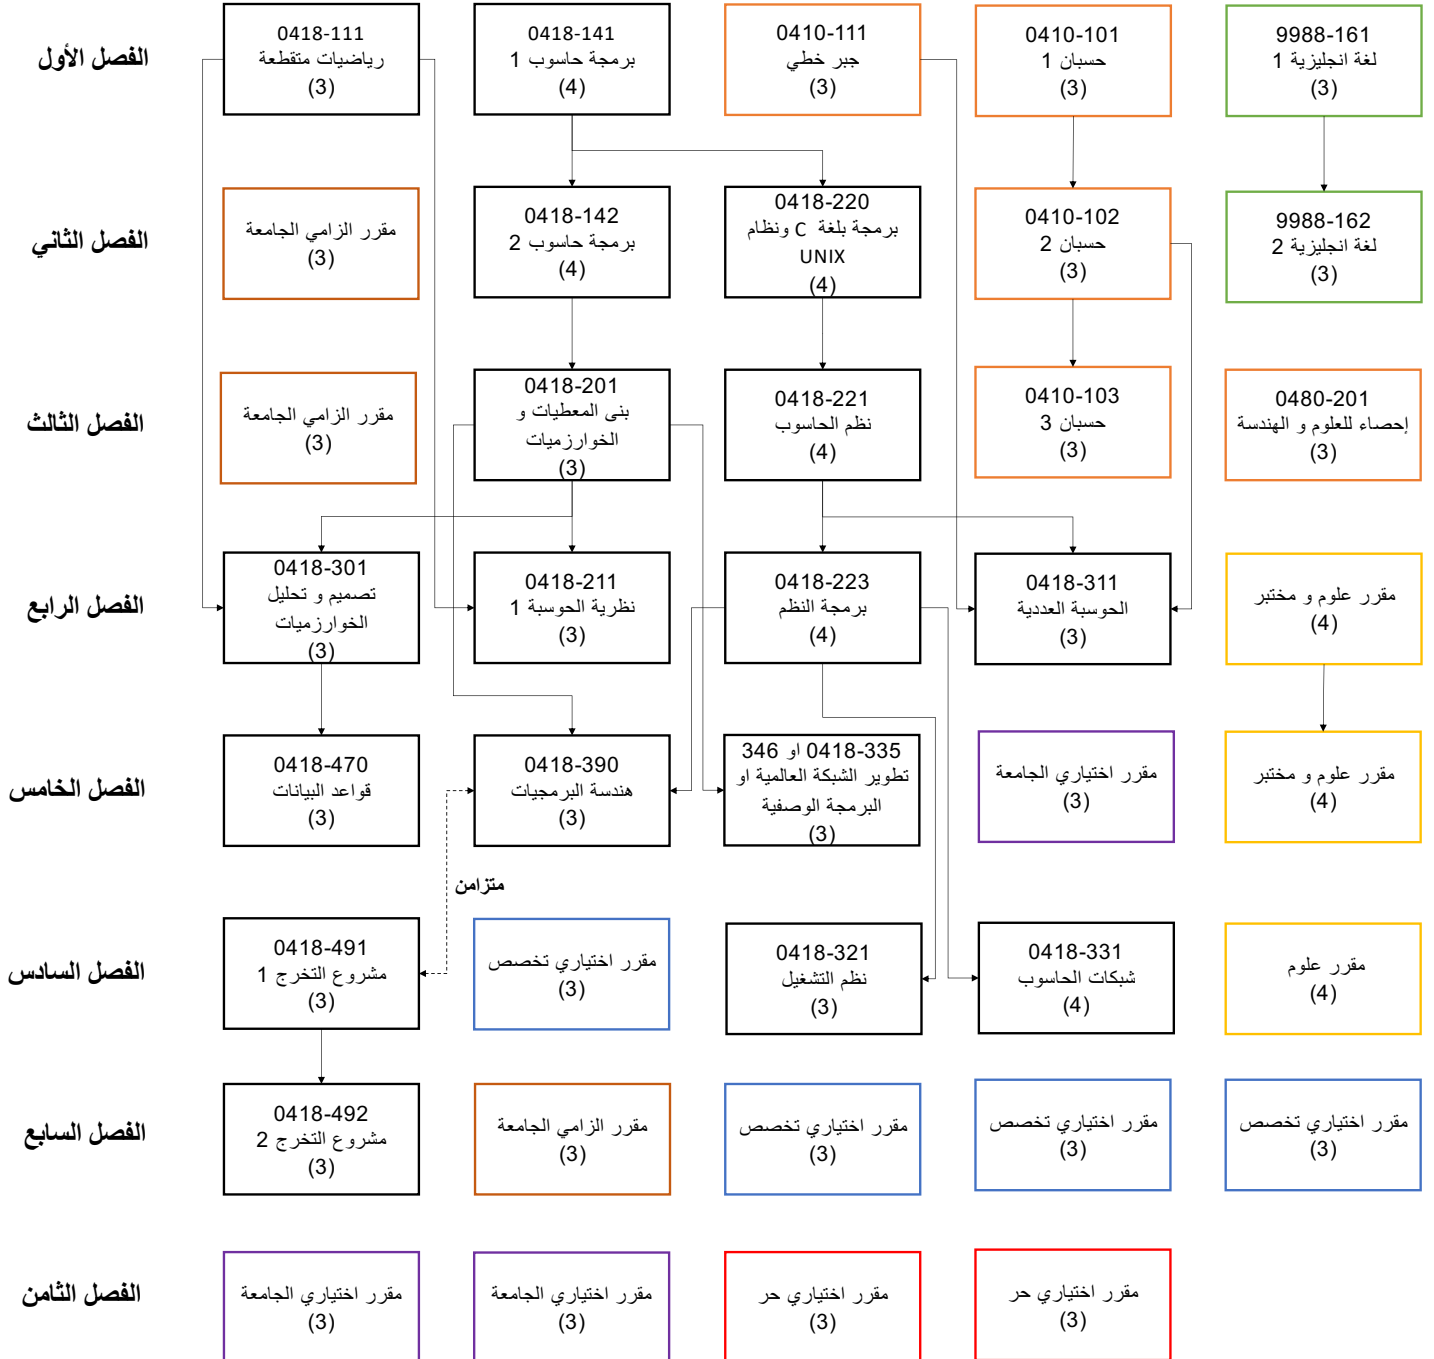 الفصل الأول
0418-111
رياضيات متقطعة
(3)
0418-141
برمجة حاسوب 1
(4)
0410-111
جبر خطي
(3)
0410-101
حسبان 1
(3)
9988-161
لغة انجليزية 1
(3)
الفصل الثاني
مقرر الزامي الجامعة
(3)
0418-142
برمجة حاسوب 2
(4)
0418-220
برمجة بلغة C ونظام
UNIX
(4)
0410-102
حسبان 2
(3)
9988-162
لغة انجليزية 2
(3)
الفصل الثالث
مقرر الزامي الجامعة
(3)
0418-201
بنى المعطيات و
الخوارزميات
(3)
0418-221
نظم الحاسوب
(4)
0410-103
حسبان 3
(3)
0480-201
إحصاء للعلوم و الهندسة
(3)
الفصل الرابع
0418-301
تصميم و تحليل
الخوارزميات
(3)
0418-211
نظرية الحوسبة 1
(3)
0418-223
برمجة النظم
(4)
0418-311
الحوسبة العددية
(3)
مقرر علوم و مختبر
(4)
الفصل الخامس
0418-470
قواعد البيانات
(3)
0418-390
هندسة البرمجيات
(3)
0418-335 او 346
تطوير الشبكة العالمية او
البرمجة الوصفية
(3)
مقرر اختياري الجامعة
(3)
مقرر علوم و مختبر
(4)
متزامن
الفصل السادس
0418-491
مشروع التخرج 1
(3)
مقرر اختياري تخصص
(3)
0418-321
نظم التشغيل
(3)
0418-331
شبكات الحاسوب
(4)
مقرر علوم
(4)
الفصل السابع
0418-492
مشروع التخرج 2
(3)
مقرر الزامي الجامعة
(3)
مقرر اختياري تخصص
(3)
مقرر اختياري تخصص
(3)
مقرر اختياري تخصص
(3)
الفصل الثامن
مقرر اختياري الجامعة
(3)
مقرر اختياري الجامعة
(3)
مقرر اختياري حر
(3)
مقرر اختياري حر
(3)